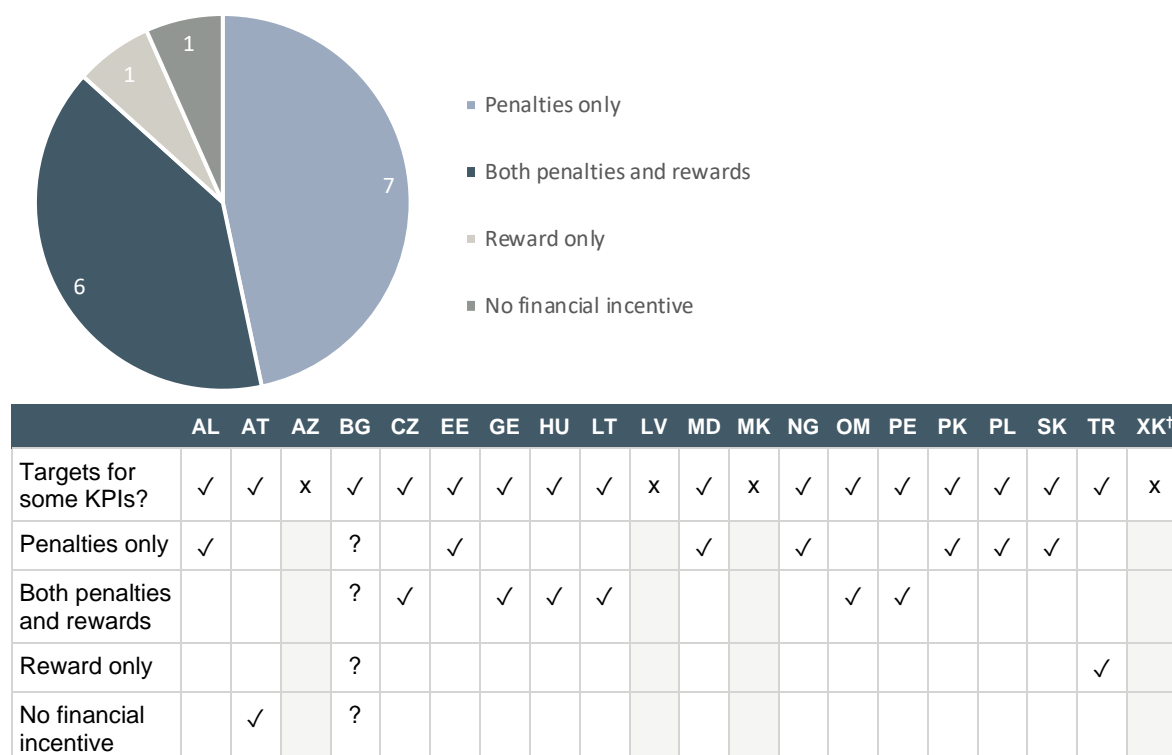 1
1
7
6
Penalties only
Both penalties and rewards
Reward only
No financial incentive
AL AT AZ BG CZ EE GE HU LT LV MD MK NG OM PE PK PL SK TR XK†
Targets for
some KPIs? ✓ ✓ x ✓ ✓ ✓ ✓ ✓ ✓ x ✓ x ✓ ✓ ✓ ✓ ✓ ✓ ✓ x
Penalties only ✓ ? ✓ ✓ ✓ ✓ ✓ ✓
Both penalties
and rewards ? ✓ ✓ ✓ ✓ ✓ ✓
Reward only ? ✓
No financial
incentive ✓ ?